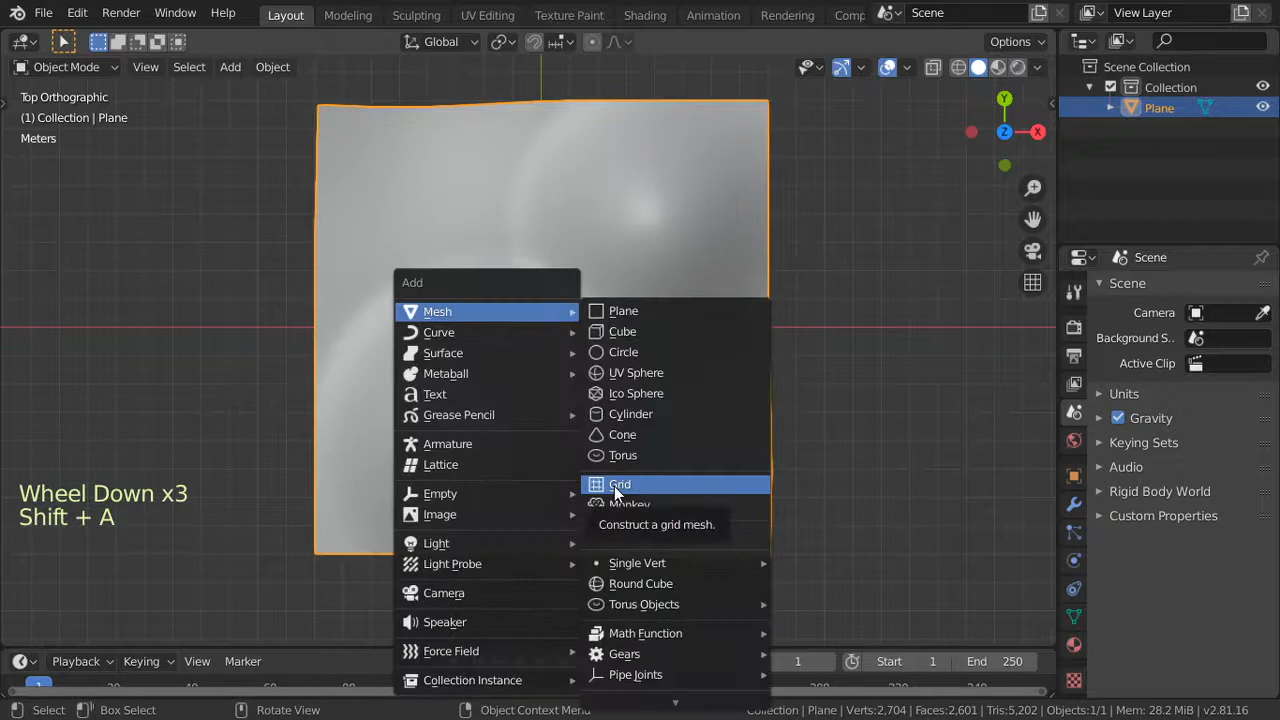 File Edit Render Window Help Layout Modeling Sculpting UV Editing Texture Paint Shading Animation Rendering Comp Scene View Layer
Global Options
Object Mode View Select Add Object
Top Orthographic
(1) Collection | Plane
Meters
Y
Z X
Scene Collection
Collection
Plane
Add
Mesh
Curve
Surface
Metaball
Text
Grease Pencil
Armature
Lattice
Empty
Image
Light
Light Probe
Camera
Speaker
Force Field
Collection Instance
Plane
Cube
Circle
UV Sphere
Ico Sphere
Cylinder
Cone
Torus
Grid
Monkey
Construct a grid mesh.
Single Vert
Round Cube
Torus Objects
Math Function
Gears
Pipe Joints
Wheel Down x3
Shift + A
Scene
Scene
Camera
Background S..
Active Clip
Units
Gravity
Keying Sets
Audio
Rigid Body World
Custom Properties
Playback Keying View Marker 1 Start 1 End 250
Select Box Select Rotate View Object Context Menu Collection | Plane | Verts:2,704 | Faces:2,601 | Tris:5,202 | Objects:1/1 | Mem: 28.2 MiB | v2.81.16